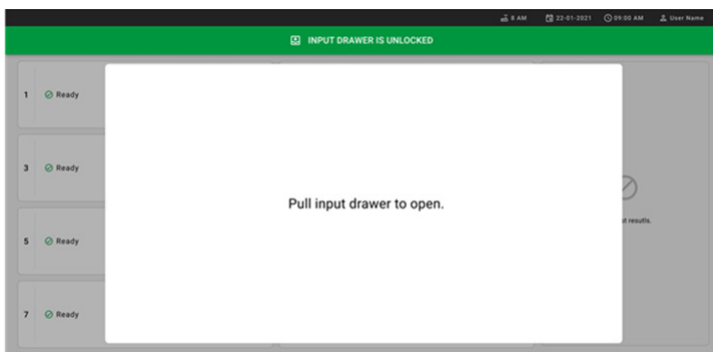 8 AM 22-01-2021 09:00 AM User Name
INPUT DRAWER IS UNLOCKED
1 Ready
3 Ready
Pull input drawer to open.
resutls.
5 Ready
7 Ready